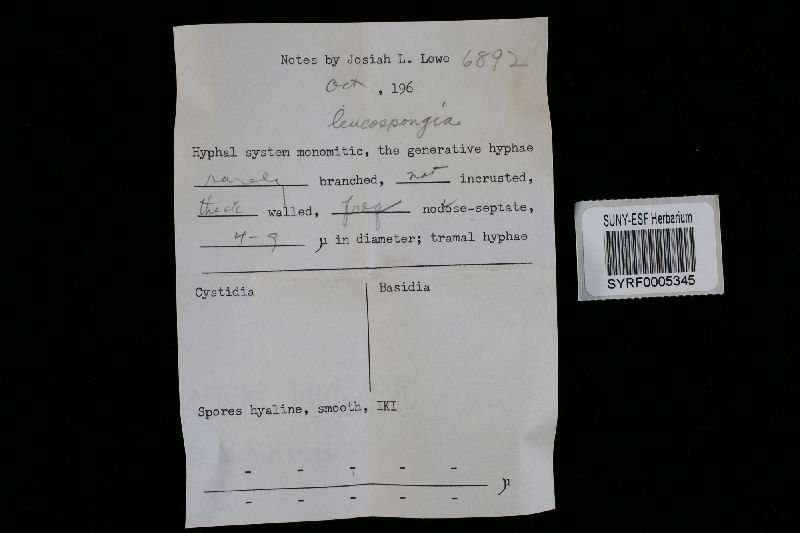 Notes by Josiah L. Lowe 6892
Oct , 196
leucospongia
Hyphal system monomitic, the generative hyphae
rarely branched, not incrusted,
thick walled, freq nodose-septate,
4-9 µ in diameter; tramal hyphae
Cystidia
Basidia
Spores hyaline, smooth, IKI
- - - - -
µ
- - - - -
SUNY-ESF Herbarium
SYRF0005345